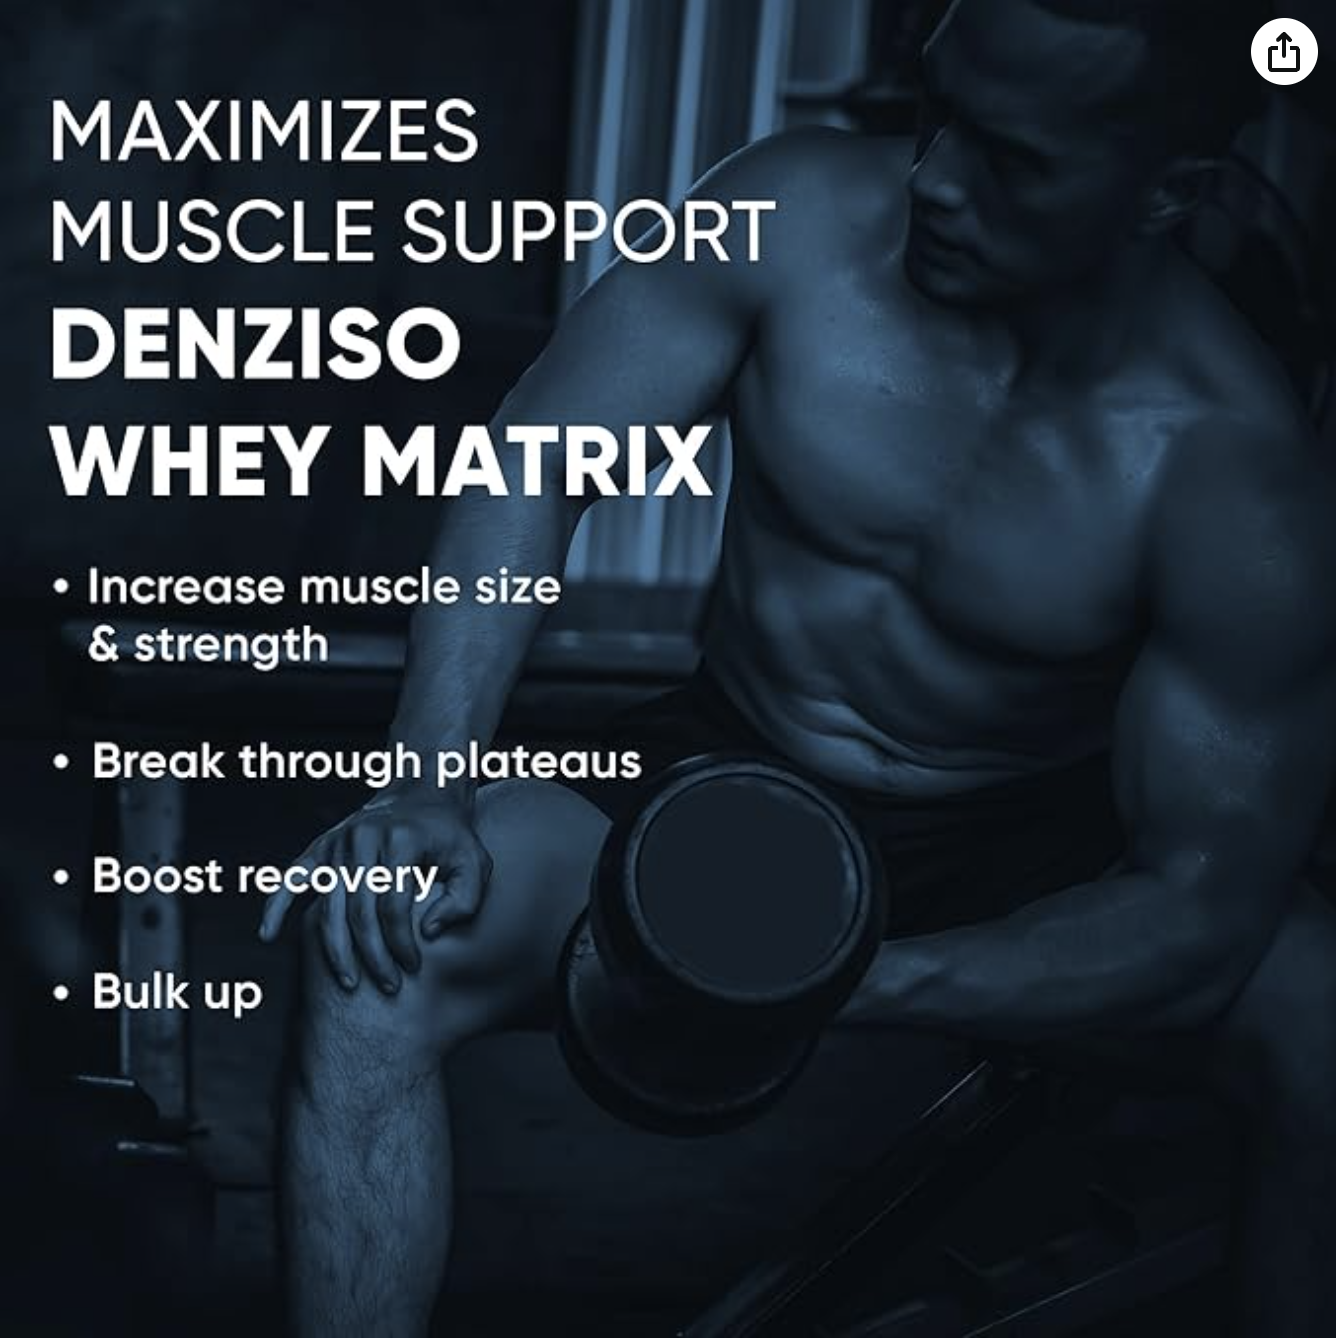 MAXIMIZES
MUSCLE SUPPORT
DENZISO
WHEY MATRIX
• Increase muscle size
& strength
• Break through plateaus
• Boost recovery
• Bulk up